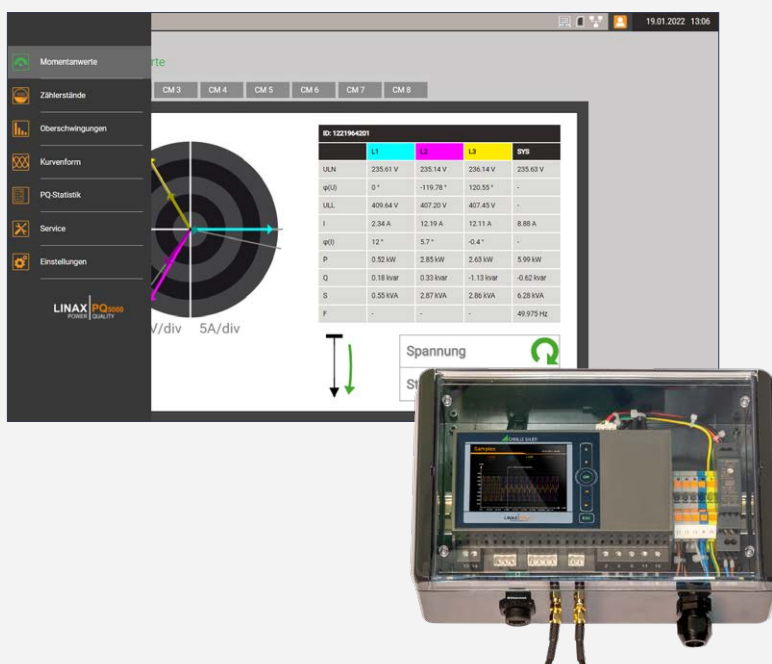 19.01.2022 13:06
Momentanwerte
Zählerstände
Oberschwingungen
Kurvenform
PQ-Statistik
Service
Einstellungen
LINAX PQ5000
POWER QUALITY
rte
CM 3 CM 4 CM 5 CM 6 CM 7 CM 8
ID: 1221964201
L1 L2 L3 SYS
ULN 235.61 V 235.14 V 236.14 V 235.63 V
φ(U) 0 ° -119.78 ° 120.55 ° -
ULL 409.64 V 407.20 V 407.45 V -
I 2.34 A 12.19 A 12.11 A 8.88 A
φ(I) 12 ° 5.7 ° -0.4 ° -
P 0.52 kW 2.85 kW 2.63 kW 5.99 kW
Q 0.18 kvar 0.33 kvar -1.13 kvar -0.62 kvar
S 0.55 kVA 2.87 kVA 2.86 kVA 6.28 kVA
F - - - 49.975 Hz
V/div 5A/div
Spannung
St
CAMILLE BAUER
Samples
OK
ESC
LINAX PQ